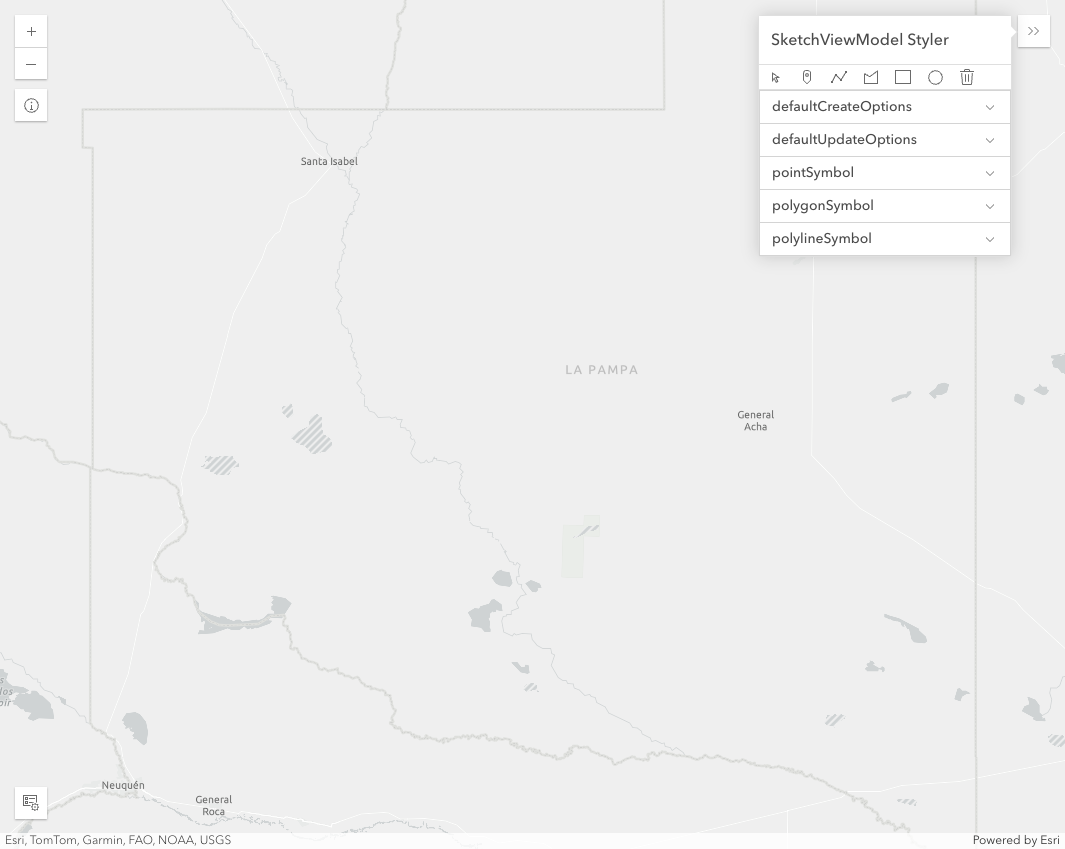 SketchViewModel Styler
defaultCreateOptions
defaultUpdateOptions
pointSymbol
polygonSymbol
polylineSymbol
Santa Isabel
LA PAMPA
General
Acha
Neuquén
General
Roca
Esri, TomTom, Garmin, FAO, NOAA, USGS
Powered by Esri